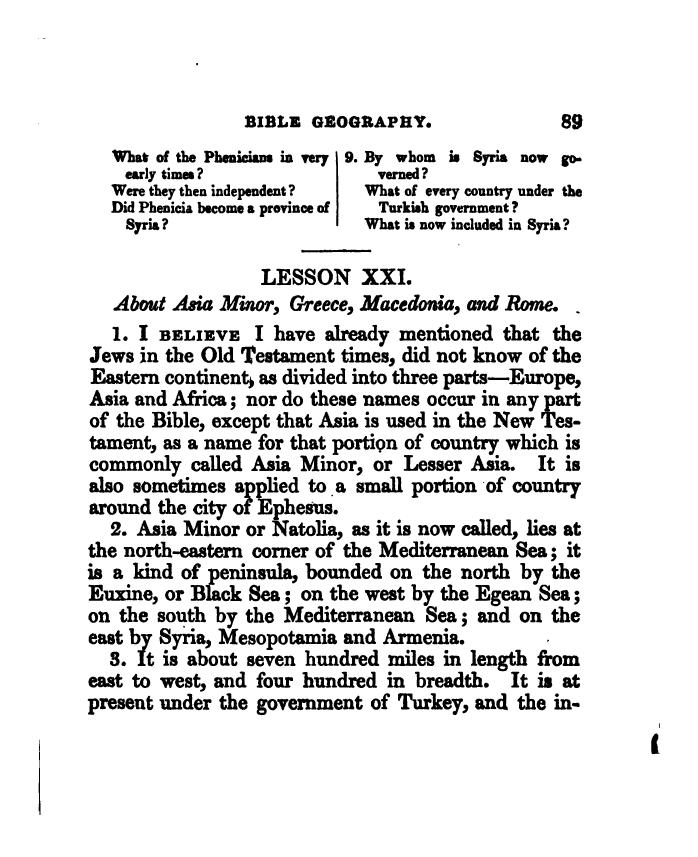 BIBLE GEOGRAPHY. 89
What of the Phenicians in very
early times?
Were they then independent?
Did Phenicia become a province of
Syria?
9. By whom is Syria now go-
verned?
What of every country under the
Turkish government?
What is now included in Syria?
LESSON XXI.
About Asia Minor, Greece, Macedonia, and Rome.
1. I BELIEVE I have already mentioned that the
Jews in the Old Testament times, did not know of the
Eastern continent, as divided into three parts—Europe,
Asia and Africa; nor do these names occur in any part
of the Bible, except that Asia is used in the New Tes-
tament, as a name for that portion of country which is
commonly called Asia Minor, or Lesser Asia. It is
also sometimes applied to a small portion of country
around the city of Ephesus.
2. Asia Minor or Natolia, as it is now called, lies at
the north-eastern corner of the Mediterranean Sea; it
is a kind of peninsula, bounded on the north by the
Euxine, or Black Sea; on the west by the Egean Sea;
on the south by the Mediterranean Sea; and on the
east by Syria, Mesopotamia and Armenia.
3. It is about seven hundred miles in length from
east to west, and four hundred in breadth. It is at
present under the government of Turkey, and the in-